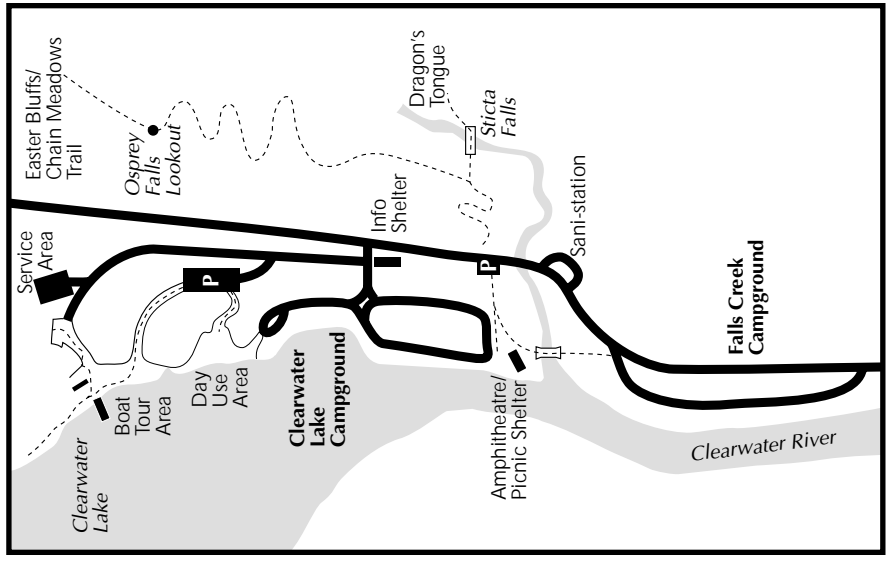 Easter Bluffs/
Chain Meadows
Trail
Osprey
Falls
Lookout
Dragon's
Tongue
Sticta
Falls
Service
Area
Info
Shelter
Sani-station
P
P
Day
Use
Area
Boat
Tour
Area
Clearwater
Lake
Clearwater
Lake
Campground
Amphitheatre/
Picnic Shelter
Falls Creek
Campground
Clearwater River